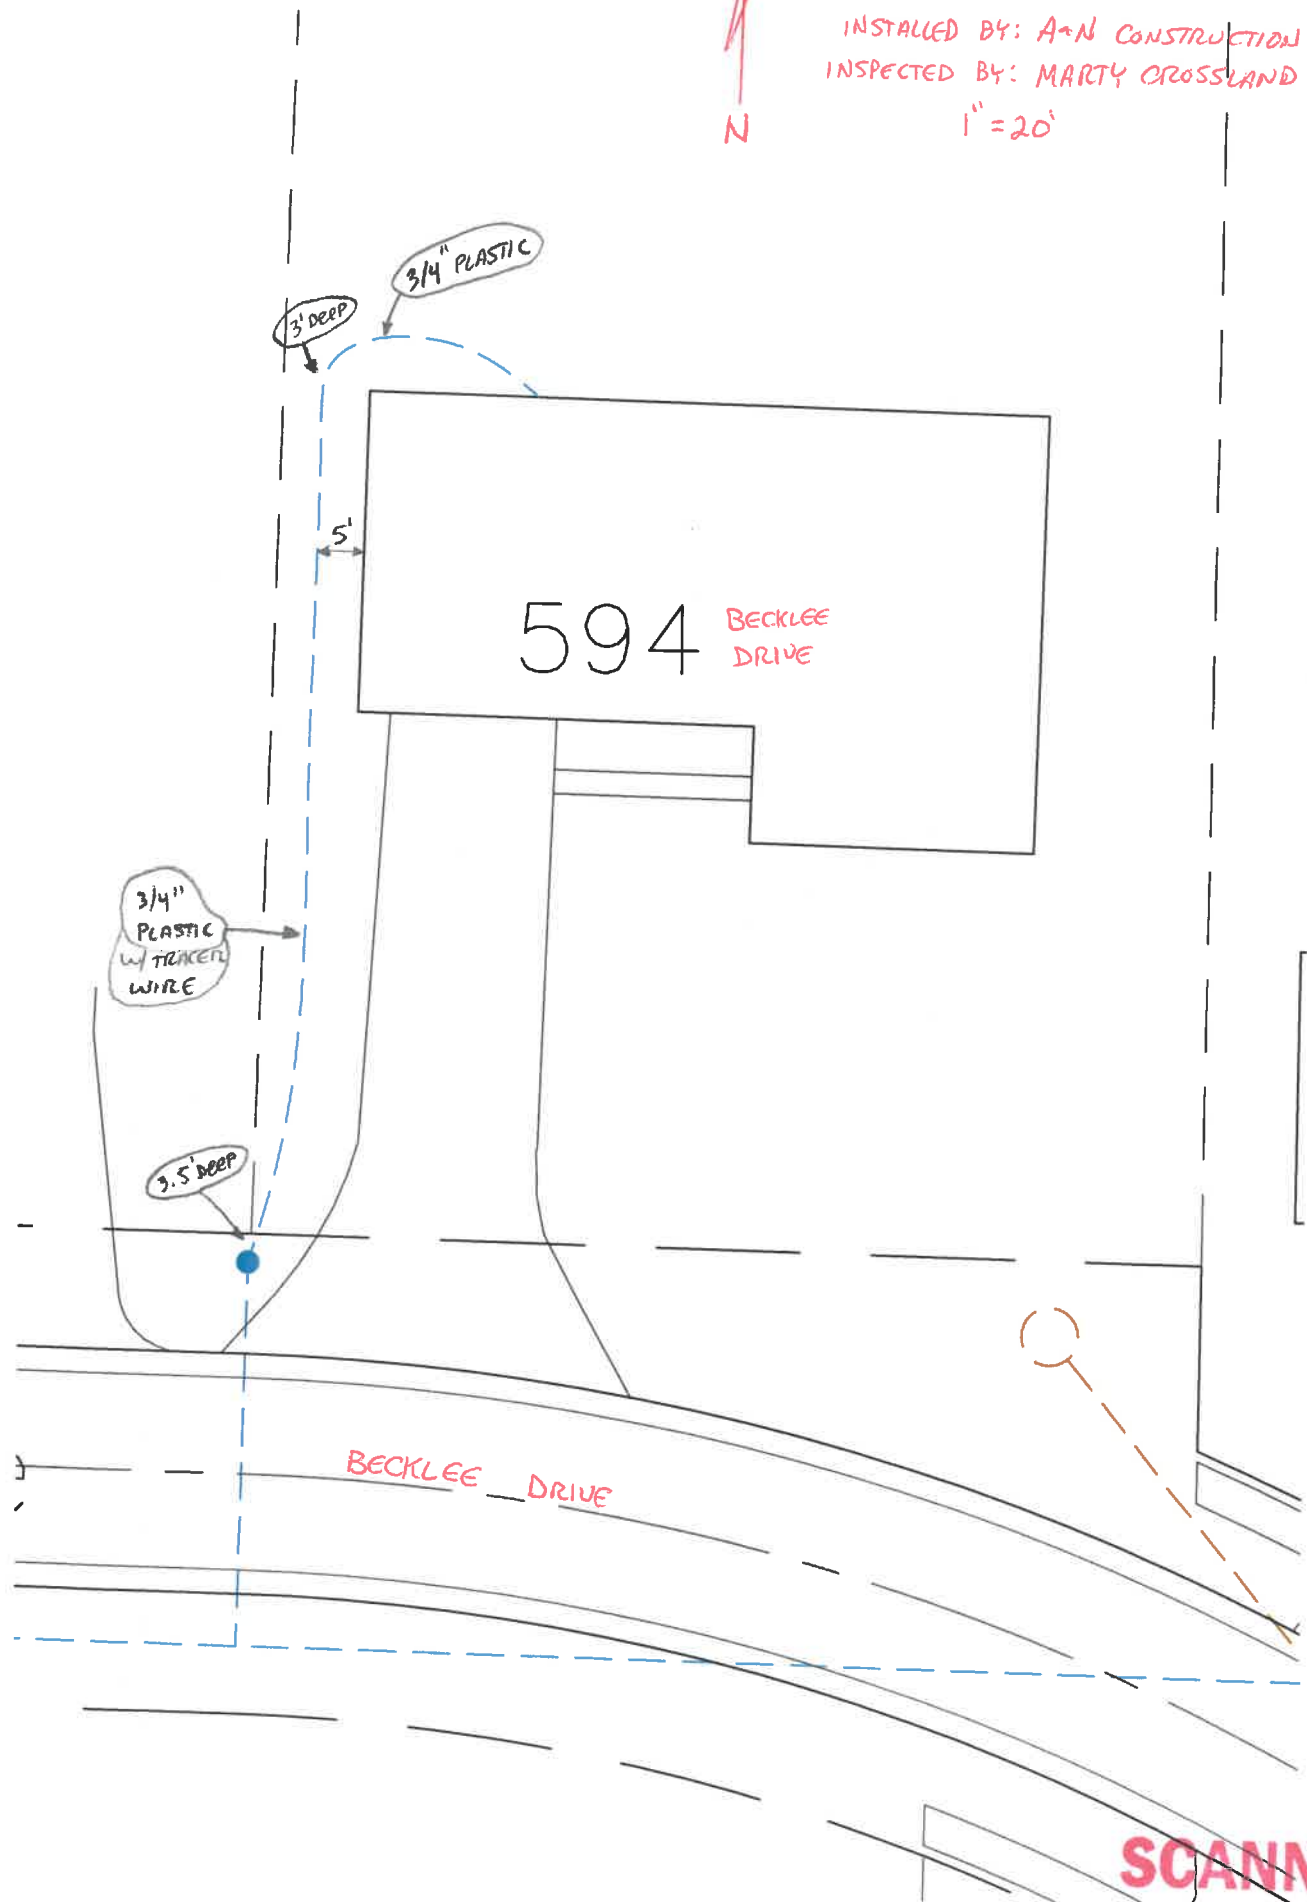 INSTALLED BY: A+N CONSTRUCTION
INSPECTED BY: MARTY CROSSLAND
N
1" = 20'
3/4" PLASTIC
3' DEEP
5'
594
BECKLEE
DRIVE
3/4"
PLASTIC
W/ TRACER
WIRE
3.5' DEEP
BECKLEE DRIVE
SCANN